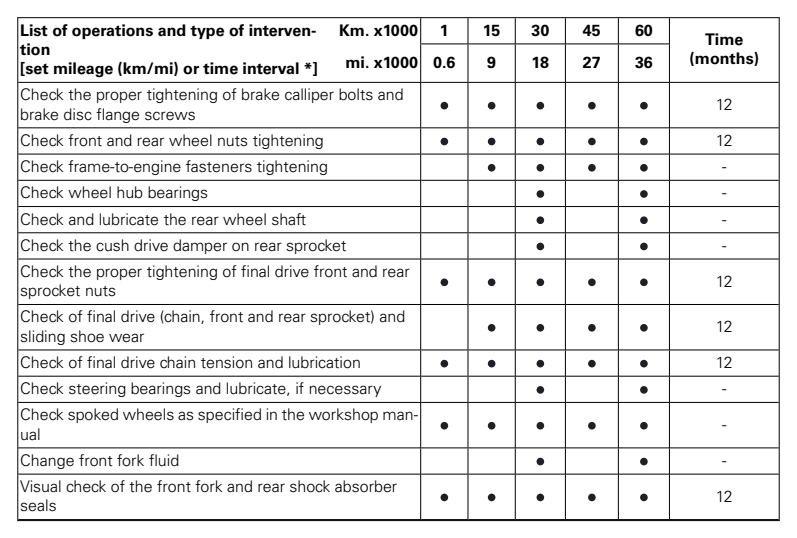 List of operations and type of interven- Km. x1000 1 15 30 45 60 Time
tion
[set mileage (km/mi) or time interval *] mi. x1000 0.6 9 18 27 36 (months)
Check the proper tightening of brake calliper bolts and
brake disc flange screws ● ● ● ● ● 12
Check front and rear wheel nuts tightening ● ● ● ● ● 12
Check frame-to-engine fasteners tightening ● ● ● ● -
Check wheel hub bearings ● ● -
Check and lubricate the rear wheel shaft ● ● -
Check the cush drive damper on rear sprocket ● ● -
Check the proper tightening of final drive front and rear
sprocket nuts ● ● ● ● ● 12
Check of final drive (chain, front and rear sprocket) and
sliding shoe wear ● ● ● ● 12
Check of final drive chain tension and lubrication ● ● ● ● ● 12
Check steering bearings and lubricate, if necessary ● ● -
Check spoked wheels as specified in the workshop man-
ual ● ● ● ● ● -
Change front fork fluid ● ● -
Visual check of the front fork and rear shock absorber
seals ● ● ● ● ● 12